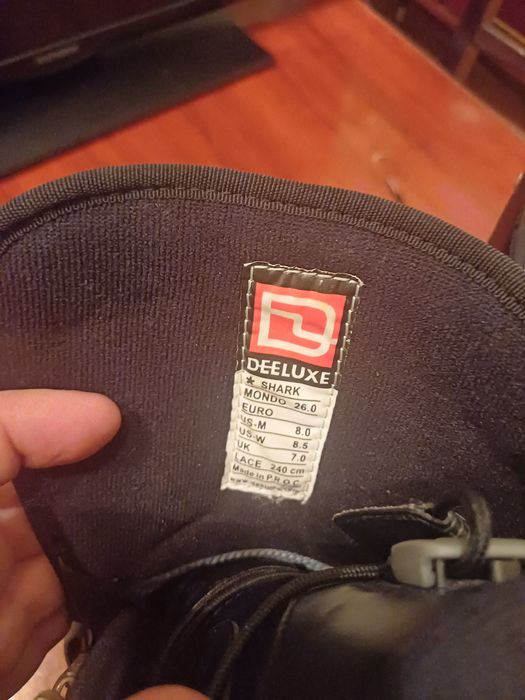 DEELUXE
★ SHARK
MONDO 26.0
EURO
US-M 8.0
US-W 8.5
UK 7.0
LACE 240 cm
Made in P.R.O.C.